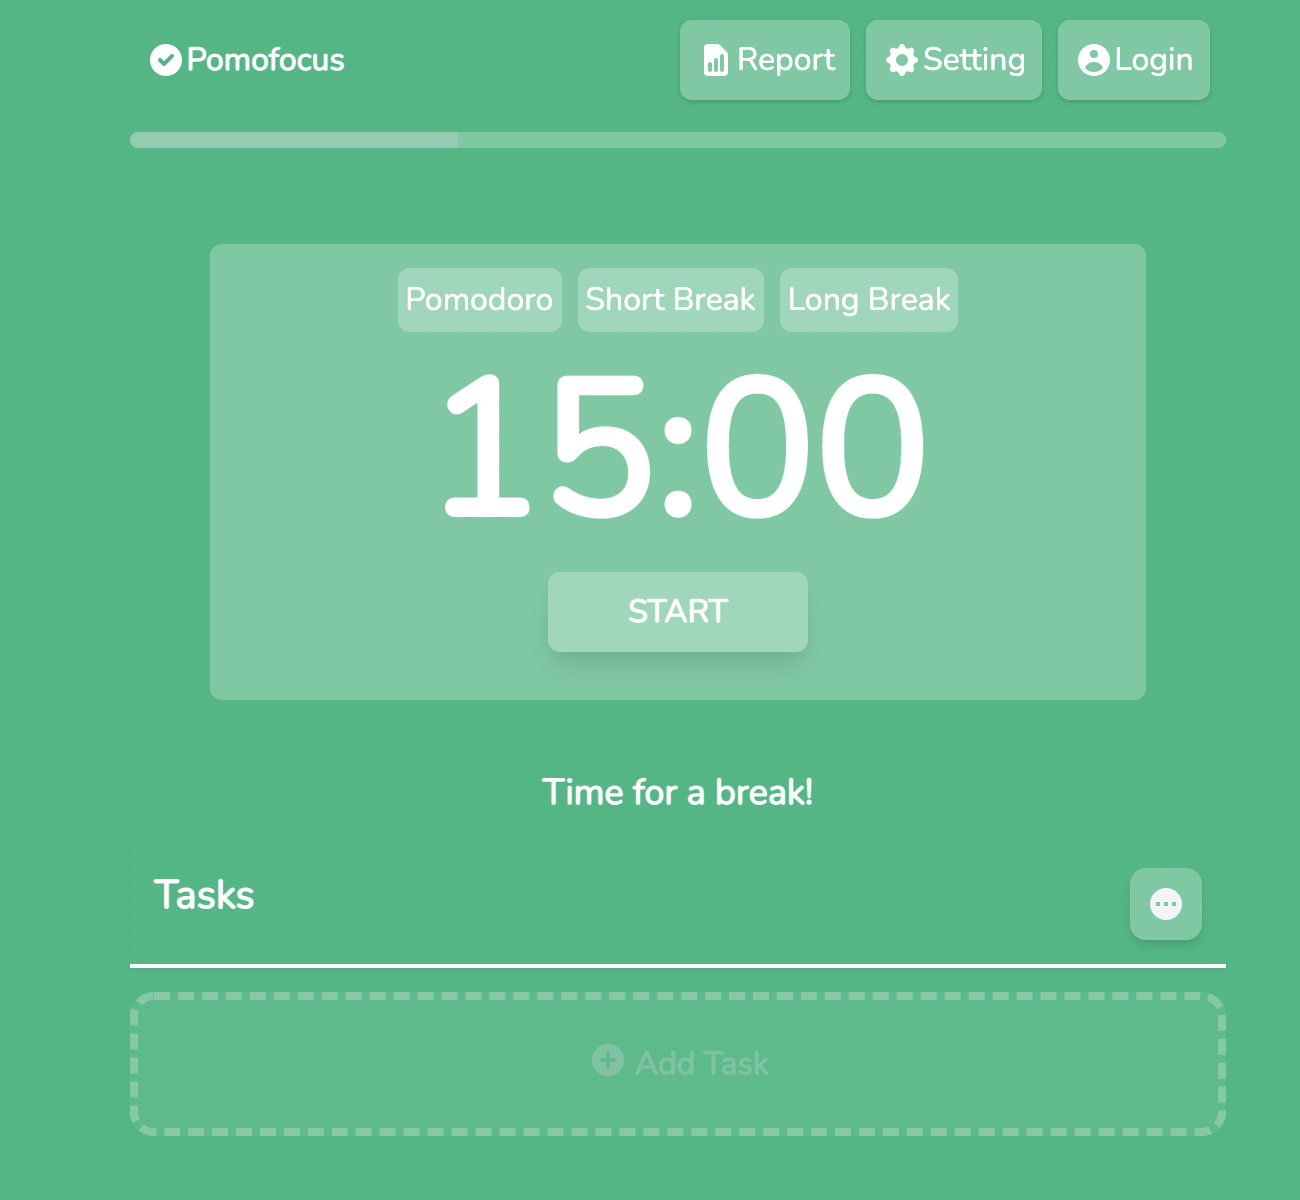 Pomofocus
Report
Setting
Login
Pomodoro
Short Break
Long Break
15:00
START
Time for a break!
Tasks
Add Task